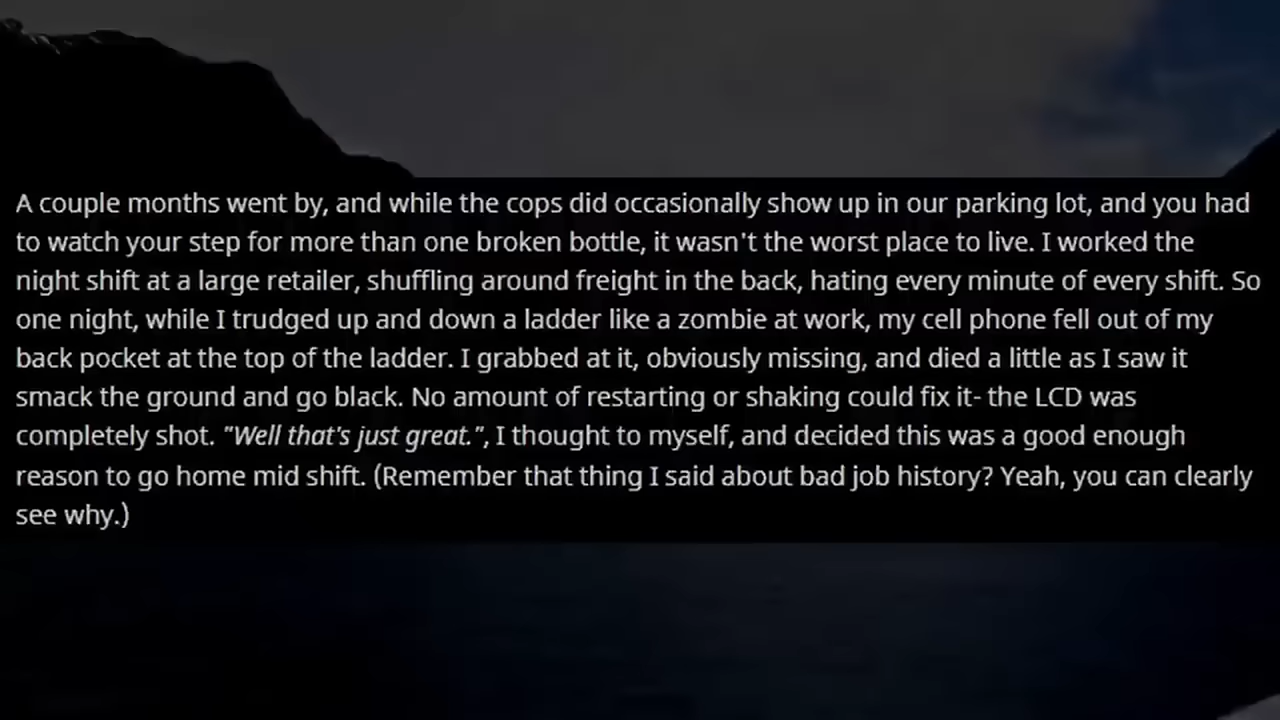 A couple months went by, and while the cops did occasionally show up in our parking lot, and you had
to watch your step for more than one broken bottle, it wasn't the worst place to live. I worked the
night shift at a large retailer, shuffling around freight in the back, hating every minute of every shift. So
one night, while I trudged up and down a ladder like a zombie at work, my cell phone fell out of my
back pocket at the top of the ladder. I grabbed at it, obviously missing, and died a little as I saw it
smack the ground and go black. No amount of restarting or shaking could fix it- the LCD was
completely shot. "Well that's just great.", I thought to myself, and decided this was a good enough
reason to go home mid shift. (Remember that thing I said about bad job history? Yeah, you can clearly
see why.)